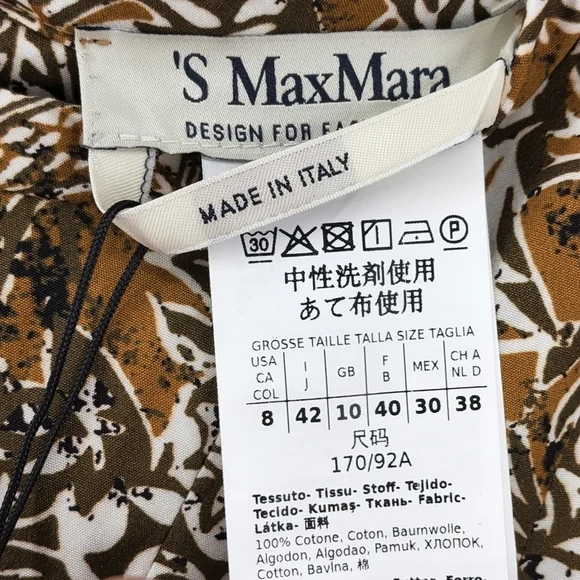 'S MaxMara
DESIGN FOR
MADE IN ITALY
30
中性洗剤使用
あて布使用
GRÖSSE TAILLE TALLA SIZE TAGLIA
USA CA COL I J GB F B MEX CH A NL D
8 42 10 40 30 38
尺码
170/92A
Tessuto- Tissu- Stoff- Tejido-
Tecido- Kumaş- Ткань- Fabric-
Látka- 面料
100% Cotone, Coton, Baumwolle,
Algodon, Algodao, Pamuk, ХЛОПОК,
Cotton, Bavlna, 棉